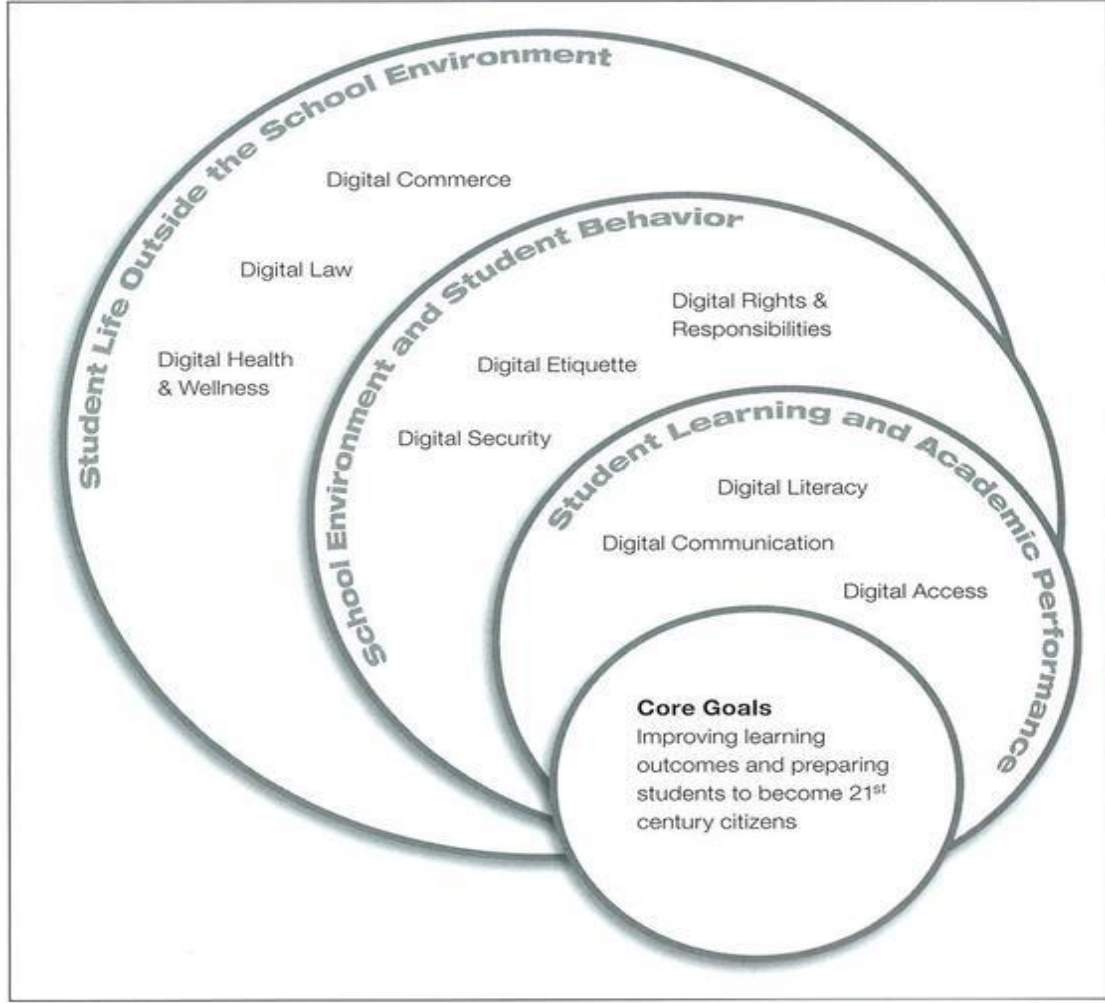 Student Life Outside the School Environment
Digital Commerce
Digital Law
Digital Health
& Wellness
School Environment and Student Behavior
Digital Rights &
Responsibilities
Digital Etiquette
Digital Security
Student Learning and Academic Performance
Digital Literacy
Digital Communication
Digital Access
Core Goals
Improving learning
outcomes and preparing
students to become 21st
century citizens